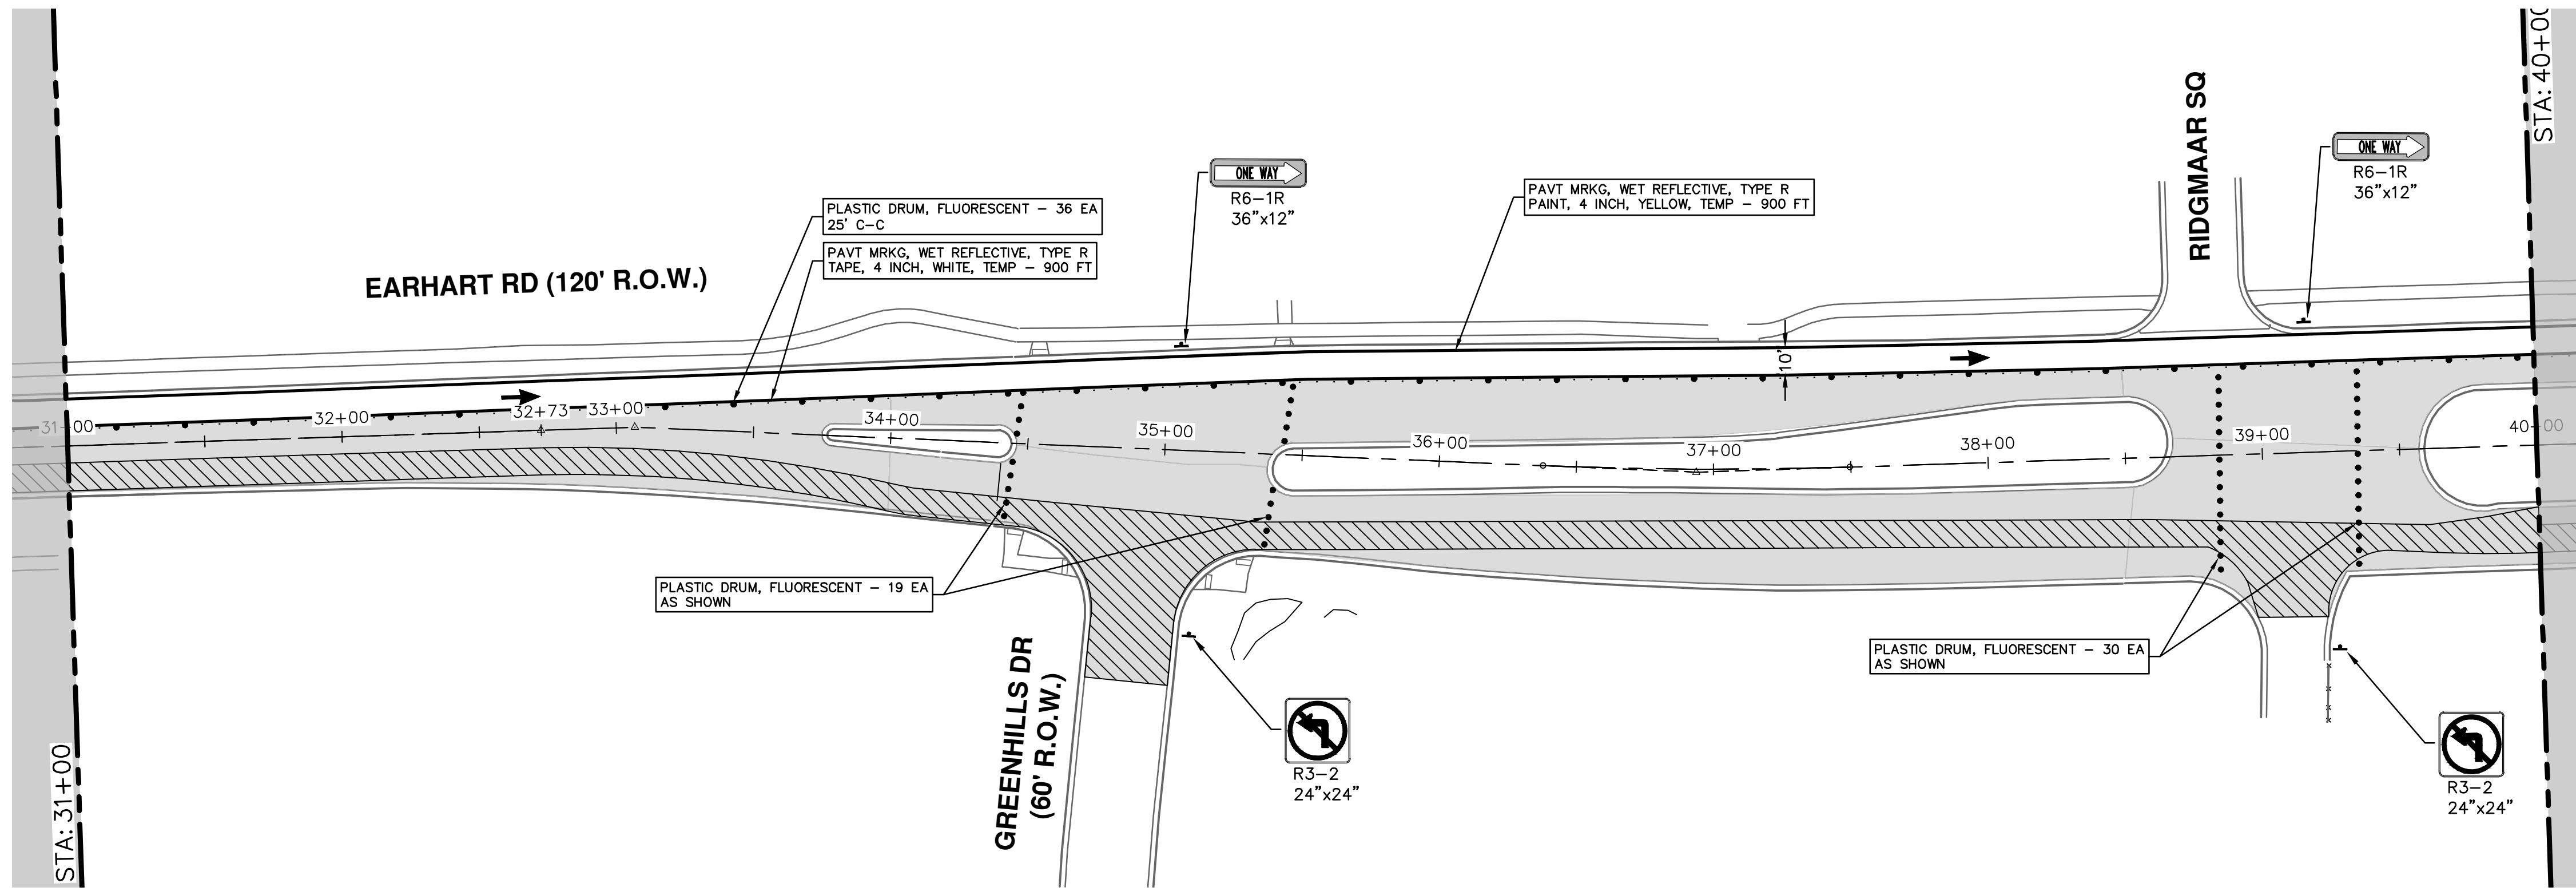 STA: 31+00
STA: 40+00
EARHART RD (120' R.O.W.)
PLASTIC DRUM, FLUORESCENT – 36 EA
25' C–C
PAVT MRKG, WET REFLECTIVE, TYPE R
TAPE, 4 INCH, WHITE, TEMP – 900 FT
ONE WAY
R6–1R
36”x12”
PAVT MRKG, WET REFLECTIVE, TYPE R
PAINT, 4 INCH, YELLOW, TEMP – 900 FT
RIDGMAAR SQ
ONE WAY
R6–1R
36”x12”
10'
31+00
32+00
32+73
33+00
34+00
35+00
36+00
37+00
38+00
39+00
40+00
PLASTIC DRUM, FLUORESCENT – 19 EA
AS SHOWN
GREENHILLS DR
(60' R.O.W.)
R3–2
24”x24”
PLASTIC DRUM, FLUORESCENT – 30 EA
AS SHOWN
R3–2
24”x24”